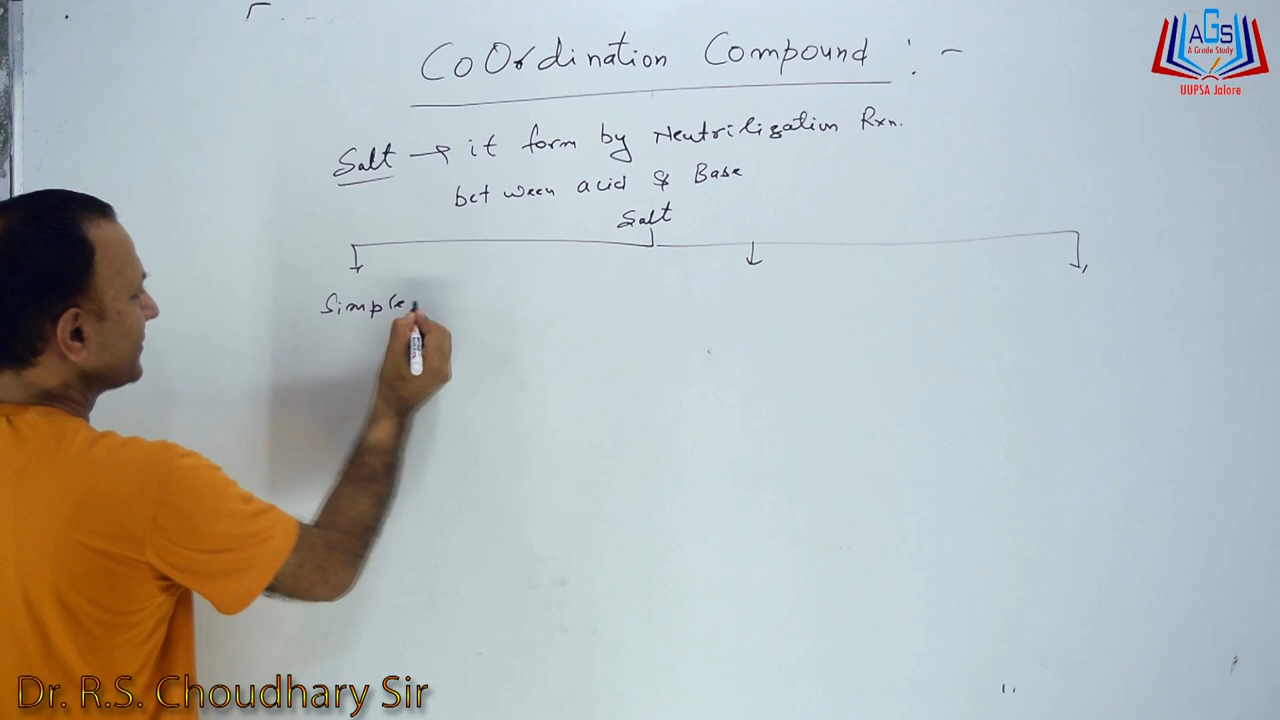 CoOrdination Compound :-
Salt → it form by Neutrilization Rxn.
between acid & Base
Salt
Simple
AGS
A Grade Study
UUPSA Jalore
Dr. R.S. Choudhary Sir